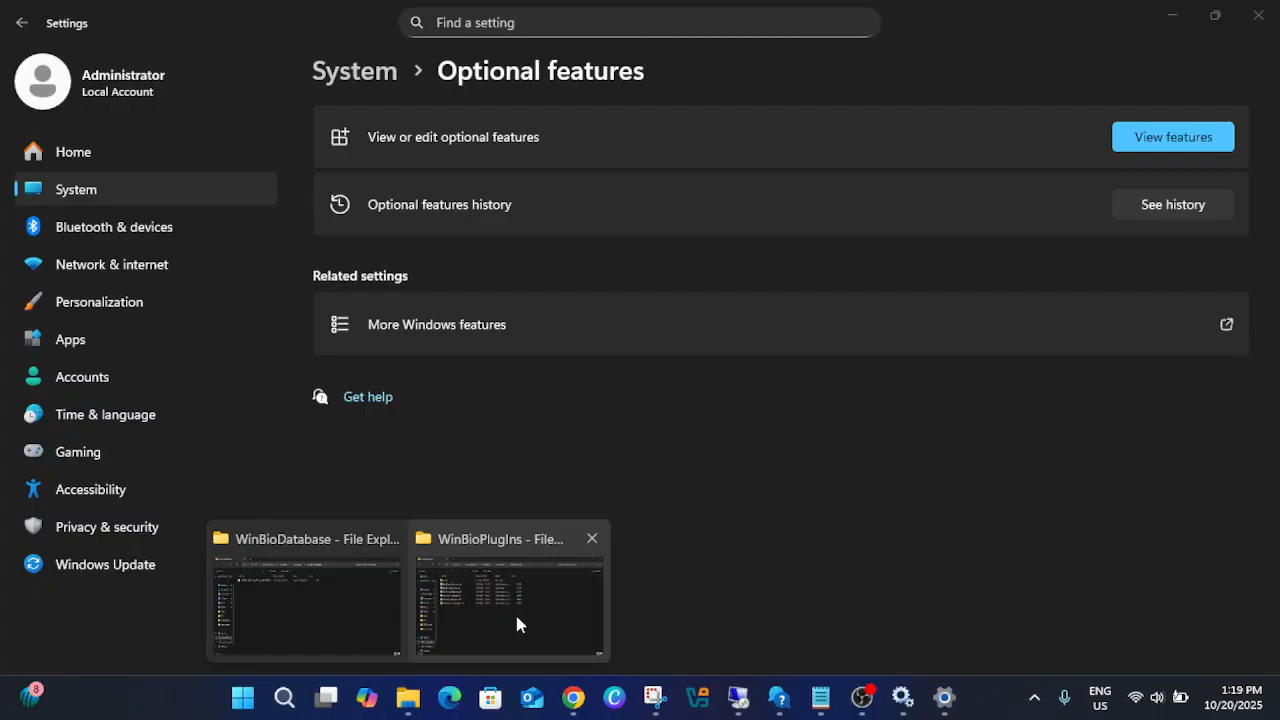 Settings
Find a setting
Administrator
Local Account
System > Optional features
View or edit optional features
View features
Home
System
Optional features history
See history
Bluetooth & devices
Network & internet
Related settings
Personalization
More Windows features
Apps
Accounts
Get help
Time & language
Gaming
Accessibility
Privacy & security
WinBioDatabase - File Expl...
WinBioPlugIns - File...
Windows Update
8
ENG
US
1:19 PM
10/20/2025